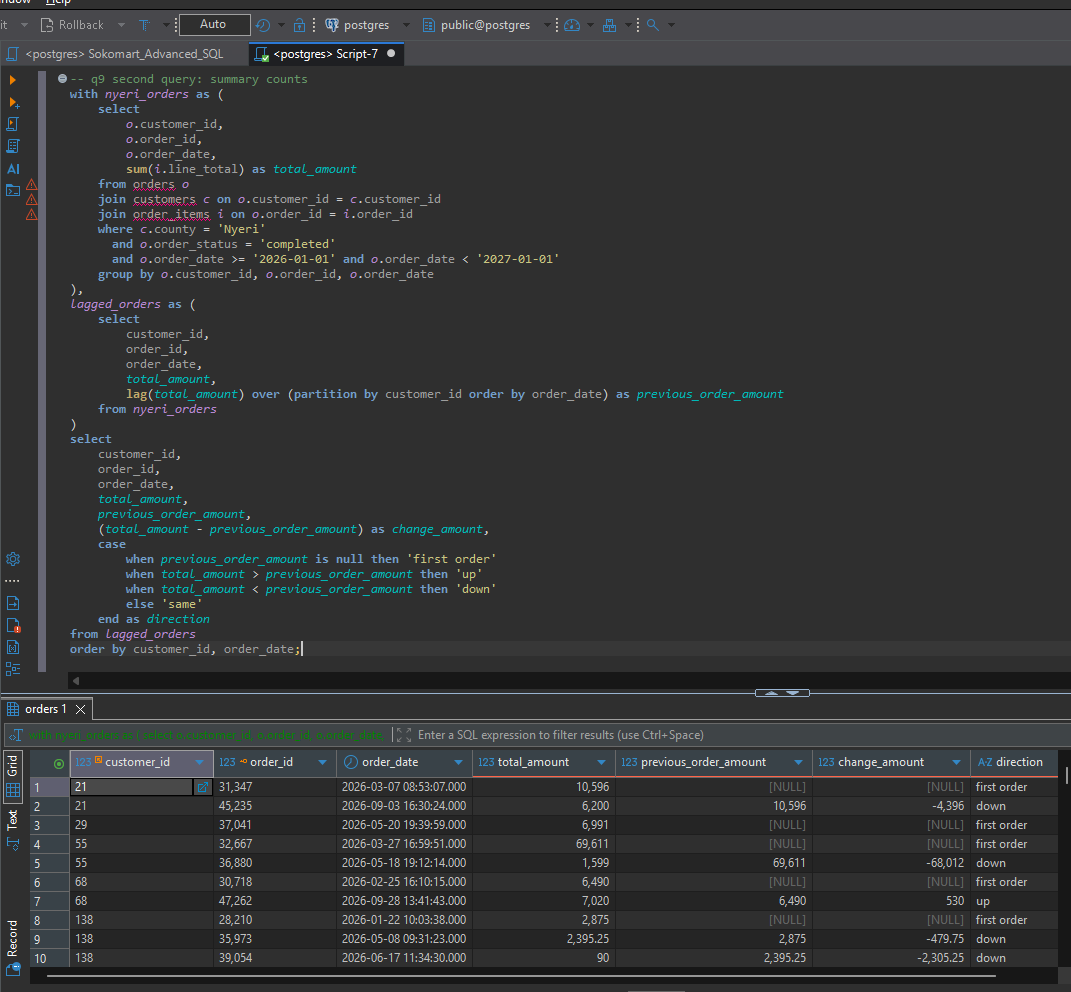 Help
Rollback
T
Auto
postgres
public@postgres
<postgres> Sokomart_Advanced_SQL
<postgres> Script-7
-- q9 second query: summary counts
with nyeri_orders as (
select
o.customer_id,
o.order_id,
o.order_date,
sum(i.line_total) as total_amount
from orders o
join customers c on o.customer_id = c.customer_id
join order_items i on o.order_id = i.order_id
where c.county = 'Nyeri'
and o.order_status = 'completed'
and o.order_date >= '2026-01-01' and o.order_date < '2027-01-01'
group by o.customer_id, o.order_id, o.order_date
),
lagged_orders as (
select
customer_id,
order_id,
order_date,
total_amount,
lag(total_amount) over (partition by customer_id order by order_date) as previous_order_amount
from nyeri_orders
)
select
customer_id,
order_id,
order_date,
total_amount,
previous_order_amount,
(total_amount - previous_order_amount) as change_amount,
case
when previous_order_amount is null then 'first order'
when total_amount > previous_order_amount then 'up'
when total_amount < previous_order_amount then 'down'
else 'same'
end as direction
from lagged_orders
order by customer_id, order_date;
AI
orders 1
with nyeri_orders as ( select o.customer_id, o.order_id, o.order_date,
Enter a SQL expression to filter results (use Ctrl+Space)
Grid
Text
Record
123 customer_id 123 order_id order_date 123 total_amount 123 previous_order_amount 123 change_amount A-Z direction
1 21 31,347 2026-03-07 08:53:07.000 10,596 [NULL] [NULL] first order
2 21 45,235 2026-09-03 16:30:24.000 6,200 10,596 -4,396 down
3 29 37,041 2026-05-20 19:39:59.000 6,991 [NULL] [NULL] first order
4 55 32,667 2026-03-27 16:59:51.000 69,611 [NULL] [NULL] first order
5 55 36,880 2026-05-18 19:12:14.000 1,599 69,611 -68,012 down
6 68 30,718 2026-02-25 16:10:15.000 6,490 [NULL] [NULL] first order
7 68 47,262 2026-09-28 13:41:43.000 7,020 6,490 530 up
8 138 28,210 2026-01-22 10:03:38.000 2,875 [NULL] [NULL] first order
9 138 35,973 2026-05-08 09:31:23.000 2,395.25 2,875 -479.75 down
10 138 39,054 2026-06-17 11:34:30.000 90 2,395.25 -2,305.25 down